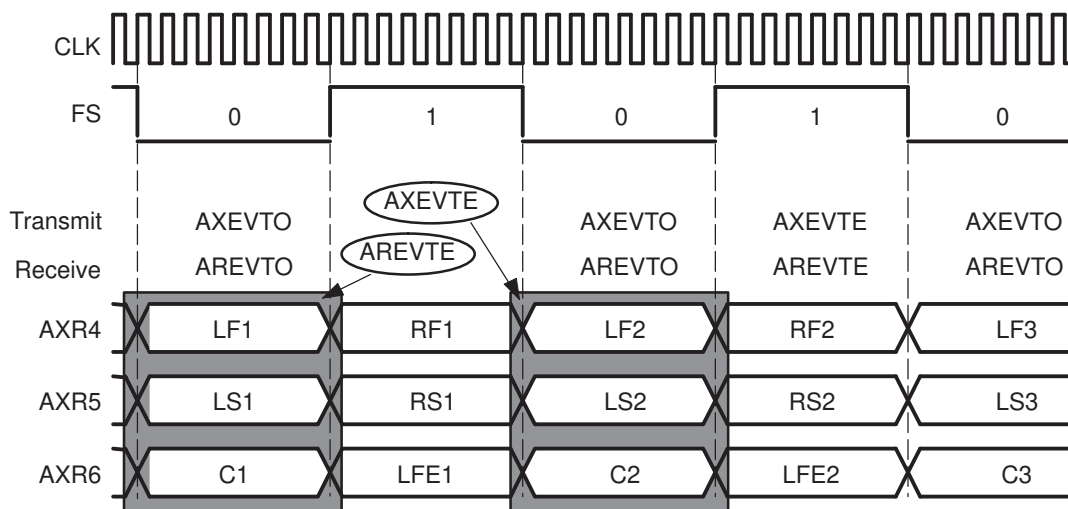 CLK
FS 0 1 0 1 0
AXEVTE
Transmit AXEVTO AXEVTO AXEVTE AXEVTO
AREVTE
Receive AREVTO AREVTO AREVTE AREVTO
AXR4 LF1 RF1 LF2 RF2 LF3
AXR5 LS1 RS1 LS2 RS2 LS3
AXR6 C1 LFE1 C2 LFE2 C3